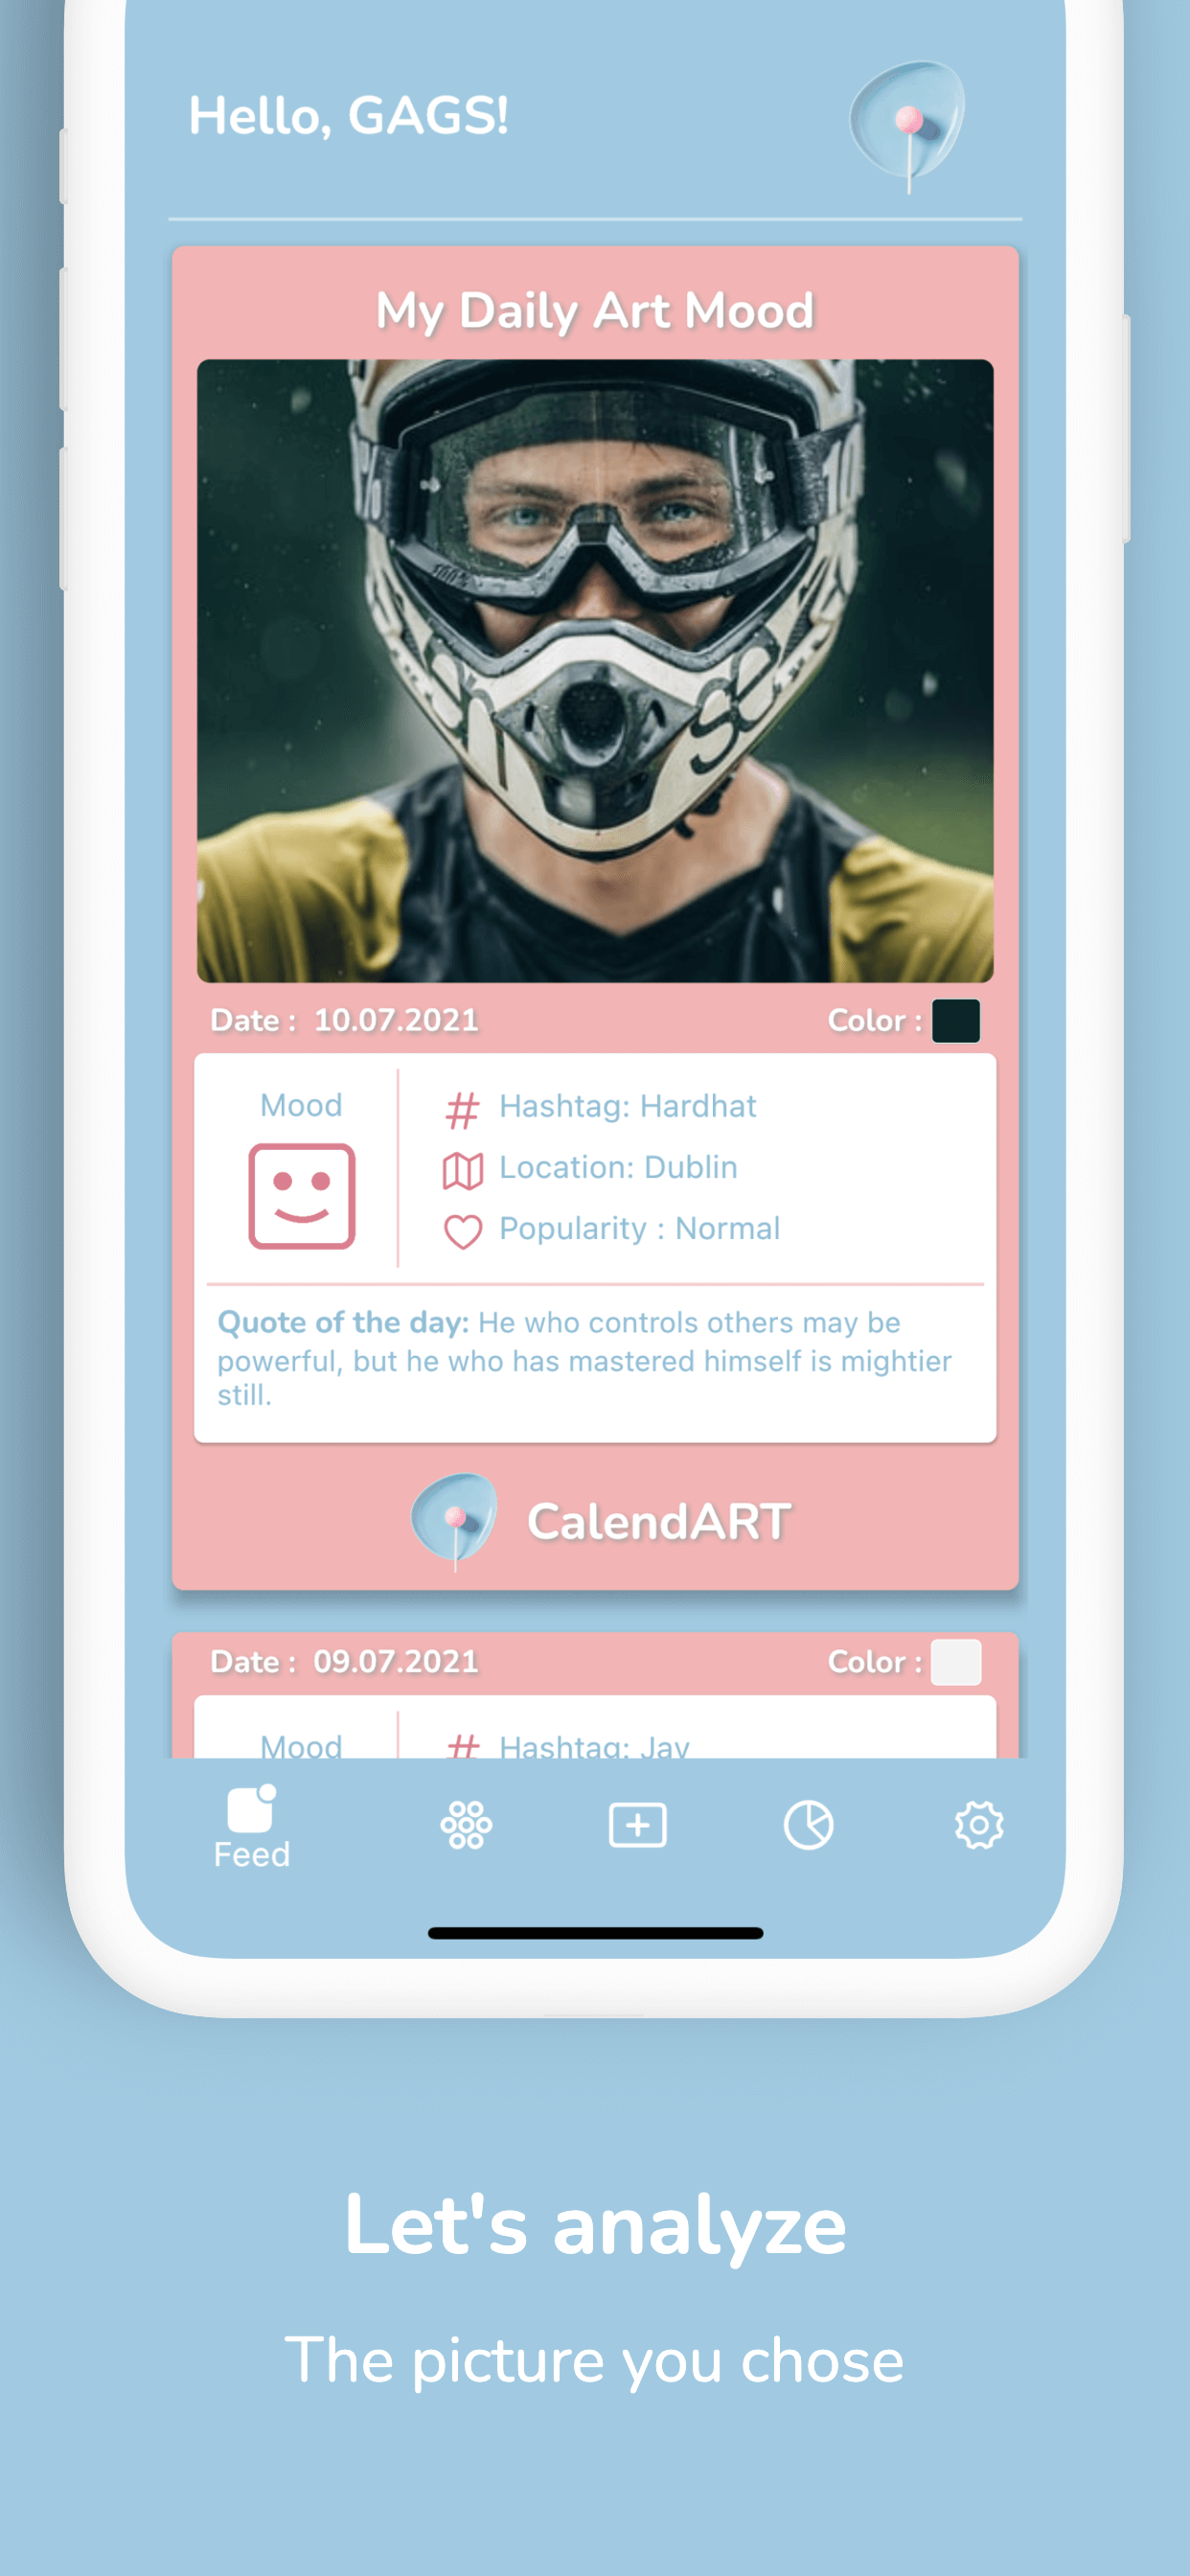 Hello, GAGS!
My Daily Art Mood
100%
Date : 10.07.2021
Color :
Mood
# Hashtag: Hardhat
Location: Dublin
Popularity : Normal
Quote of the day: He who controls others may be
powerful, but he who has mastered himself is mightier
still.
CalendART
Date : 09.07.2021
Color :
Mood
# Hashtag: Jay
Feed
Let's analyze
The picture you chose